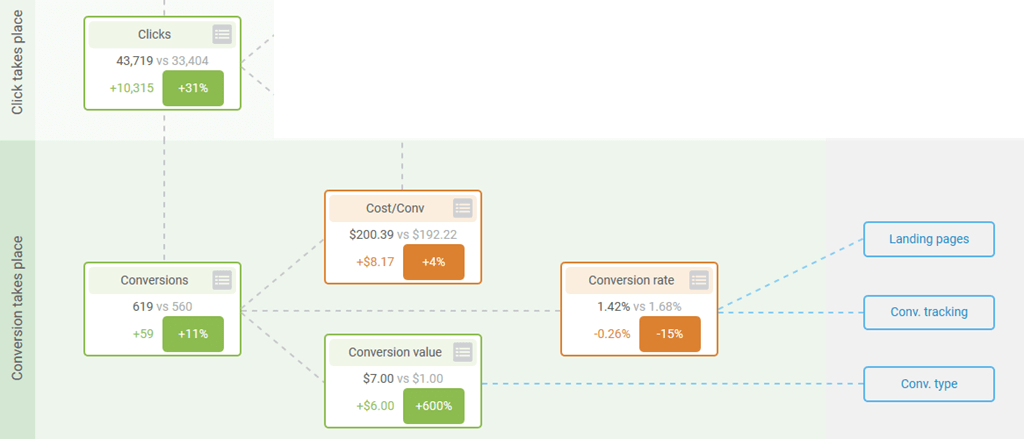 Click takes place
Clicks
43,719 vs 33,404
+10,315 +31%
Conversion takes place
Cost/Conv
$200.39 vs $192.22
+$8.17 +4%
Landing pages
Conversions
619 vs 560
+59 +11%
Conversion rate
1.42% vs 1.68%
-0.26% -15%
Conv. tracking
Conversion value
$7.00 vs $1.00
+$6.00 +600%
Conv. type